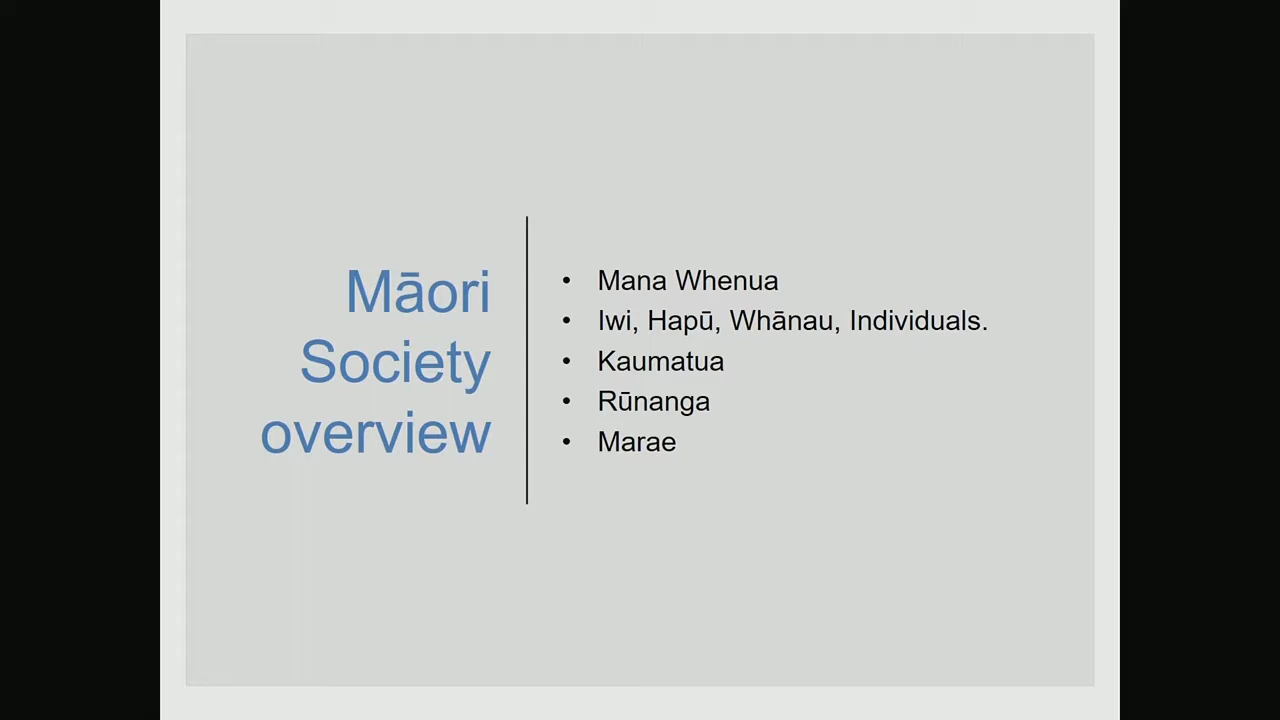 Māori
Society
overview
• Mana Whenua
• Iwi, Hapū, Whānau, Individuals.
• Kaumatua
• Rūnanga
• Marae